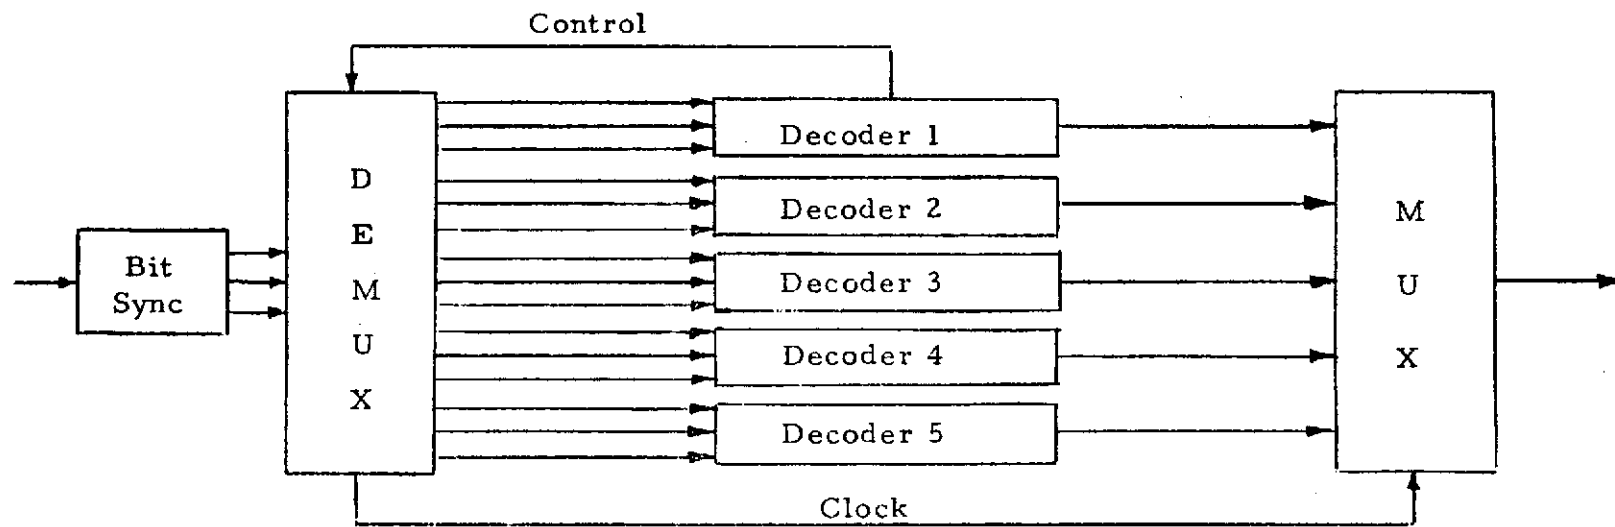 Control
Bit
Sync
D
E
M
U
X
Decoder 1
Decoder 2
Decoder 3
Decoder 4
Decoder 5
M
U
X
Clock